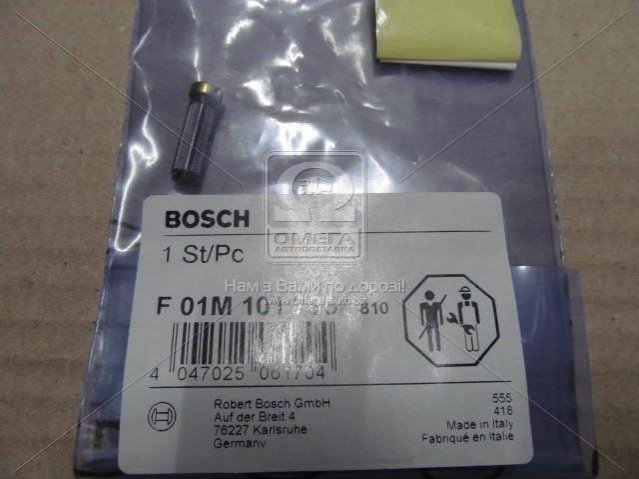 BOSCH
1 St/Pc
ОМЕГА
АВТОПОСТАВКА
Нам з Вами по дорозі!
F 01M 101 810
4 047025 061704
Robert Bosch GmbH
Auf der Breit 4
76227 Karlsruhe
Germany
555
418
Made in Italy
Fabriqué en Italie